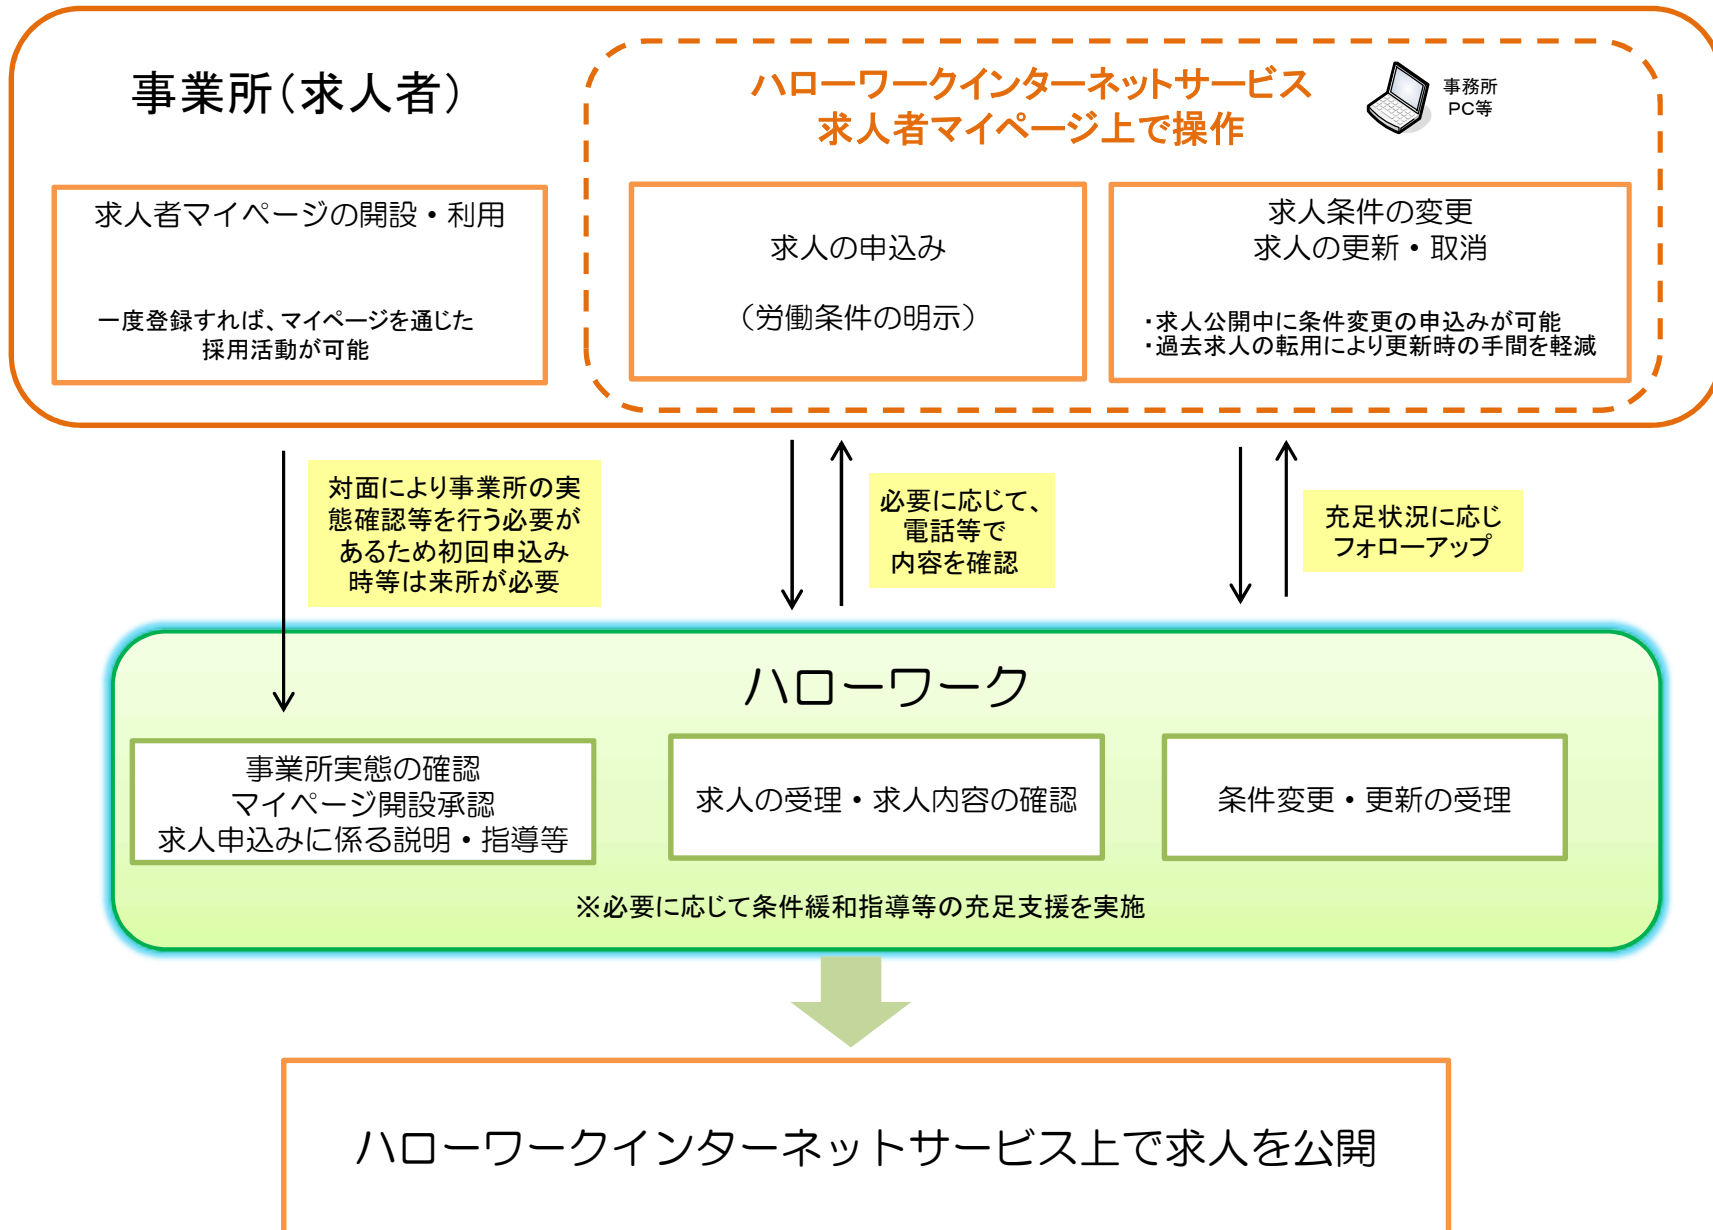 事業所(求人者)
ハローワークインターネットサービス
求人者マイページ上で操作
事務所
PC等
求人者マイページの開設・利用
一度登録すれば、マイページを通じた
採用活動が可能
求人の申込み
(労働条件の明示)
求人条件の変更
求人の更新・取消
・求人公開中に条件変更の申込みが可能
・過去求人の転用により更新時の手間を軽減
対面により事業所の実
態確認等を行う必要が
あるため初回申込み
時等は来所が必要
必要に応じて、
電話等で
内容を確認
充足状況に応じ
フォローアップ
ハローワーク
事業所実態の確認
マイページ開設承認
求人申込みに係る説明・指導等
求人の受理・求人内容の確認
条件変更・更新の受理
※必要に応じて条件緩和指導等の充足支援を実施
ハローワークインターネットサービス上で求人を公開